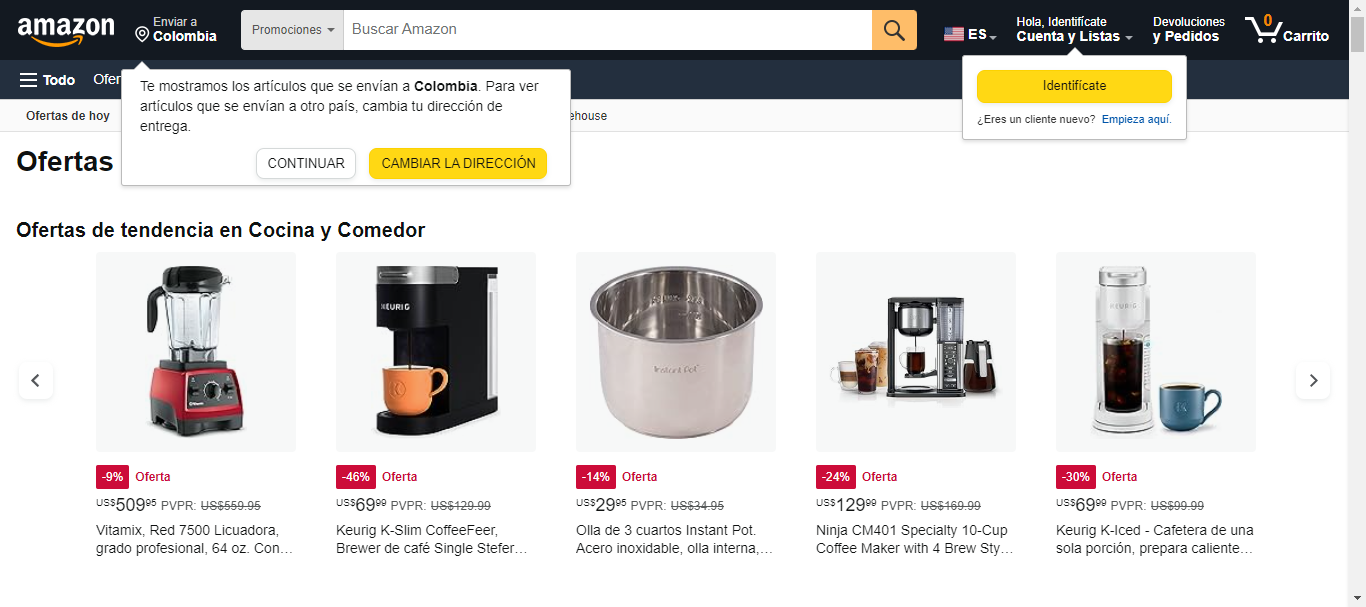 amazon
Enviar a
Colombia
Promociones
Buscar Amazon
ES
Hola, Identifícate
Cuenta y Listas
Devoluciones
y Pedidos
0
Carrito
Todo
Ofer
Te mostramos los artículos que se envían a Colombia. Para ver
artículos que se envían a otro país, cambia tu dirección de
entrega.
CONTINUAR
CAMBIAR LA DIRECCIÓN
Identifícate
¿Eres un cliente nuevo? Empieza aquí.
Ofertas de hoy
ehouse
Ofertas
Ofertas de tendencia en Cocina y Comedor
KEURIG
Instant Pot
KEURIG
-9% Oferta
US$509.95 PVPR: US$559.95
Vitamix, Red 7500 Licuadora,
grado profesional, 64 oz. Con…
-46% Oferta
US$69.99 PVPR: US$129.99
Keurig K-Slim CoffeeFeer,
Brewer de café Single Stefer…
-14% Oferta
US$29.95 PVPR: US$34.95
Olla de 3 cuartos Instant Pot.
Acero inoxidable, olla interna,…
-24% Oferta
US$129.99 PVPR: US$169.99
Ninja CM401 Specialty 10-Cup
Coffee Maker with 4 Brew Sty…
-30% Oferta
US$69.99 PVPR: US$99.99
Keurig K-Iced - Cafetera de una
sola porción, prepara caliente…